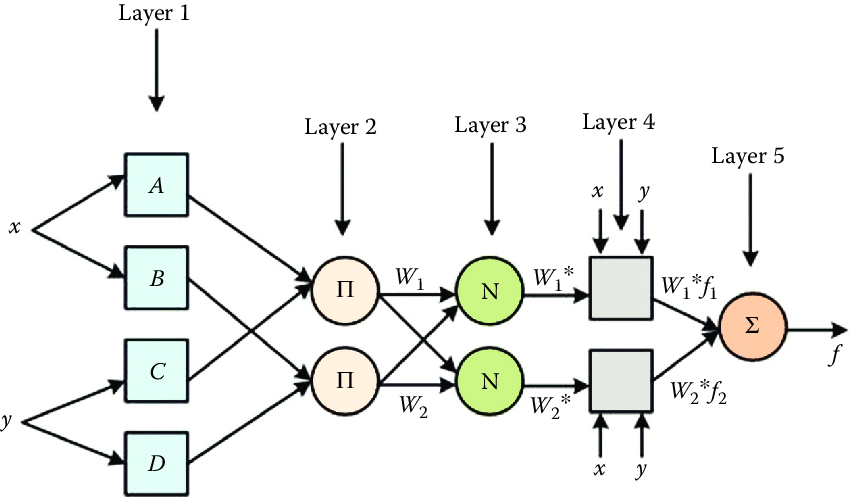 Layer 1
Layer 2
Layer 3
Layer 4
Layer 5
x
y
A
x
B
Π
W₁
N
W₁*
W₁*f₁
Σ
f
C
Π
W₂
N
W₂*
W₂*f₂
y
D
x
y